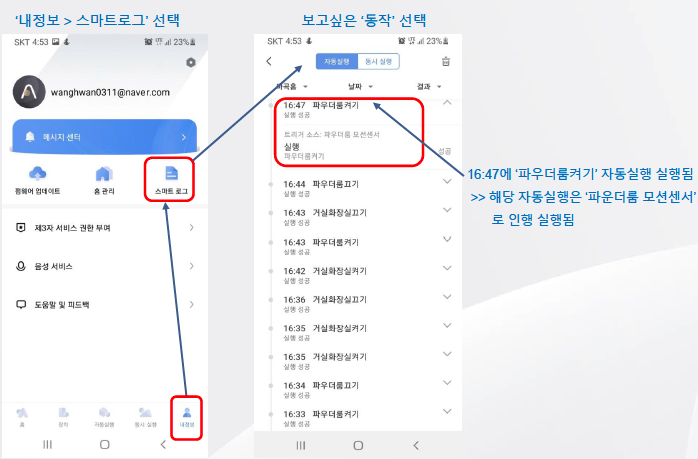 '내정보 > 스마트로그' 선택
SKT 4:53 23%
wanghwan0311@naver.com
메시지 센터
펌웨어 업데이트 홈 관리 스마트 로그
제3자 서비스 권한 부여
음성 서비스
도움말 및 피드백
홈 장치 자동실행 동시 실행 내정보
보고싶은 '동작' 선택
SKT 4:53 23%
자동실행 동시 실행
마곡홈 날짜 결과
16:47 파우더룸켜기
실행 성공
트리거 소스: 파우더룸 모션센서
실행
파우더룸켜기
성공
16:44 파우더룸끄기
실행 성공
16:43 거실화장실끄기
실행 성공
16:43 파우더룸켜기
실행 성공
16:42 거실화장실켜기
실행 성공
16:36 거실화장실끄기
실행 성공
16:35 거실화장실켜기
실행 성공
16:35 거실화장실끄기
실행 성공
16:34 파우더룸끄기
실행 성공
16:33 파우더룸켜기
실행 성공
16:47에 '파우더룸켜기' 자동실행 실행됨
>> 해당 자동실행은 '파운더룸 모션센서'
로 인행 실행됨